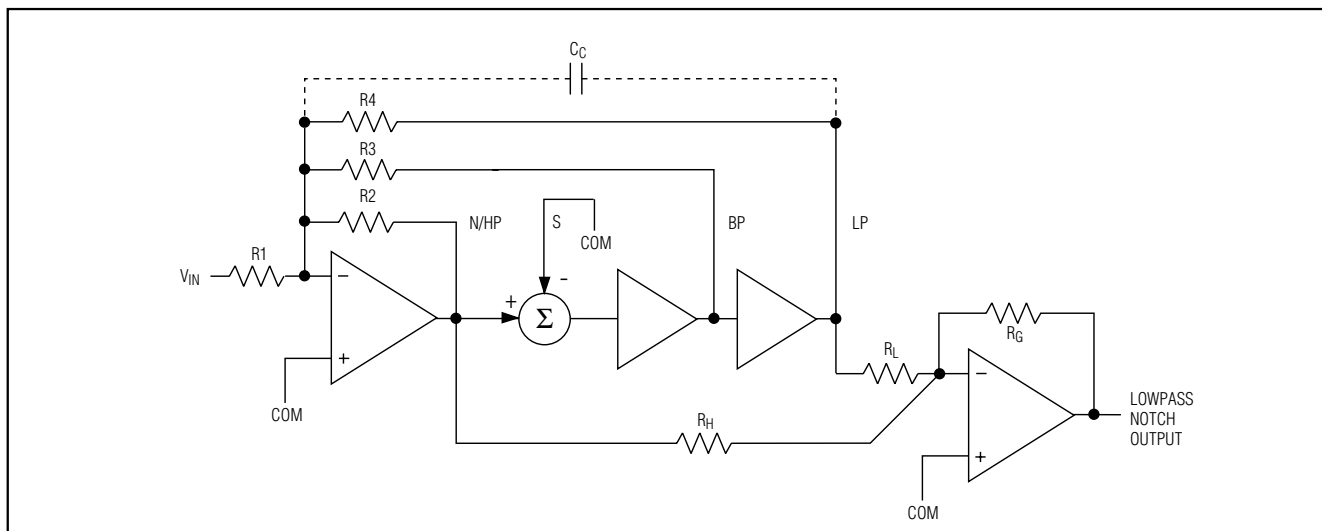 CC
R4
R3
R2
N/HP
S
COM
BP
LP
R1
VIN
−
+
-
+
Σ
COM
RL
RG
RH
−
+
COM
LOWPASS
NOTCH
OUTPUT